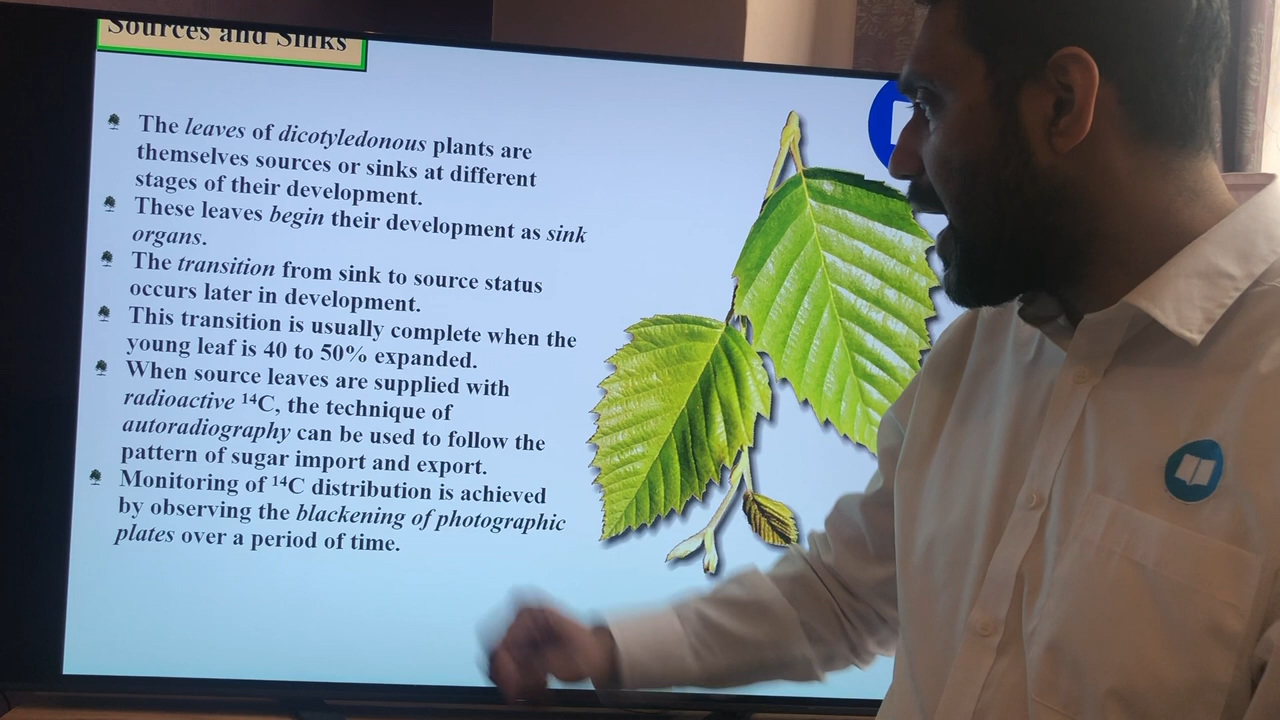 Sources and Sinks
The leaves of dicotyledonous plants are
themselves sources or sinks at different
stages of their development.
These leaves begin their development as sink
organs.
The transition from sink to source status
occurs later in development.
This transition is usually complete when the
young leaf is 40 to 50% expanded.
When source leaves are supplied with
radioactive ¹⁴C, the technique of
autoradiography can be used to follow the
pattern of sugar import and export.
Monitoring of ¹⁴C distribution is achieved
by observing the blackening of photographic
plates over a period of time.